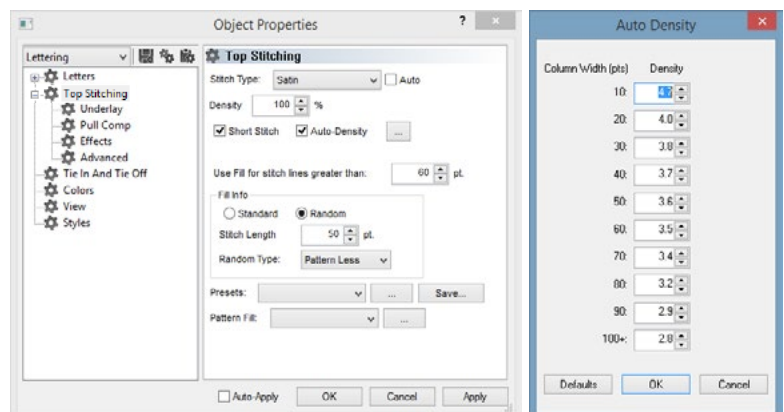 Object Properties
?
Lettering
Letters
Top Stitching
Underlay
Pull Comp
Effects
Advanced
Tie In And Tie Off
Colors
View
Styles
Top Stitching
Stitch Type: Satin Auto
Density 100 %
Short Stitch Auto-Density ...
Use Fill for stitch lines greater than: 60 pt.
Fill Info
Standard Random
Stitch Length 50 pt.
Random Type: Pattern Less
Presets: ... Save...
Pattern Fill: ...
Auto-Apply OK Cancel Apply
Auto Density
Column Width (pts) Density
10: 4.7
20: 4.0
30: 3.8
40: 3.7
50: 3.6
60: 3.5
70: 3.4
80: 3.2
90: 2.9
100+: 2.8
Defaults OK Cancel